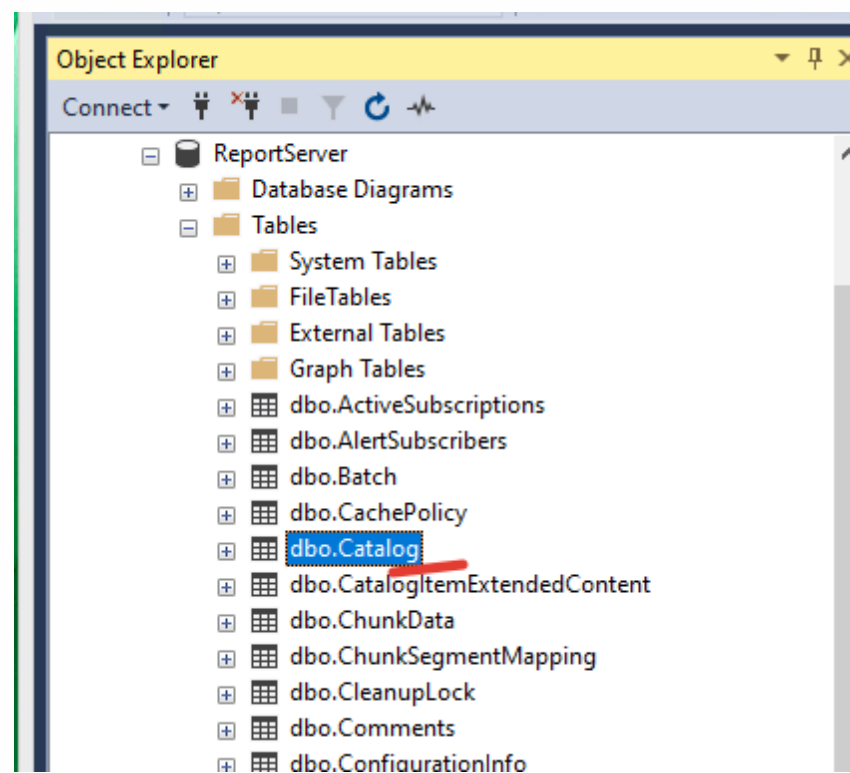 Object Explorer
Connect
ReportServer
Database Diagrams
Tables
System Tables
FileTables
External Tables
Graph Tables
dbo.ActiveSubscriptions
dbo.AlertSubscribers
dbo.Batch
dbo.CachePolicy
dbo.Catalog
dbo.CatalogItemExtendedContent
dbo.ChunkData
dbo.ChunkSegmentMapping
dbo.CleanupLock
dbo.Comments
dbo.ConfigurationInfo